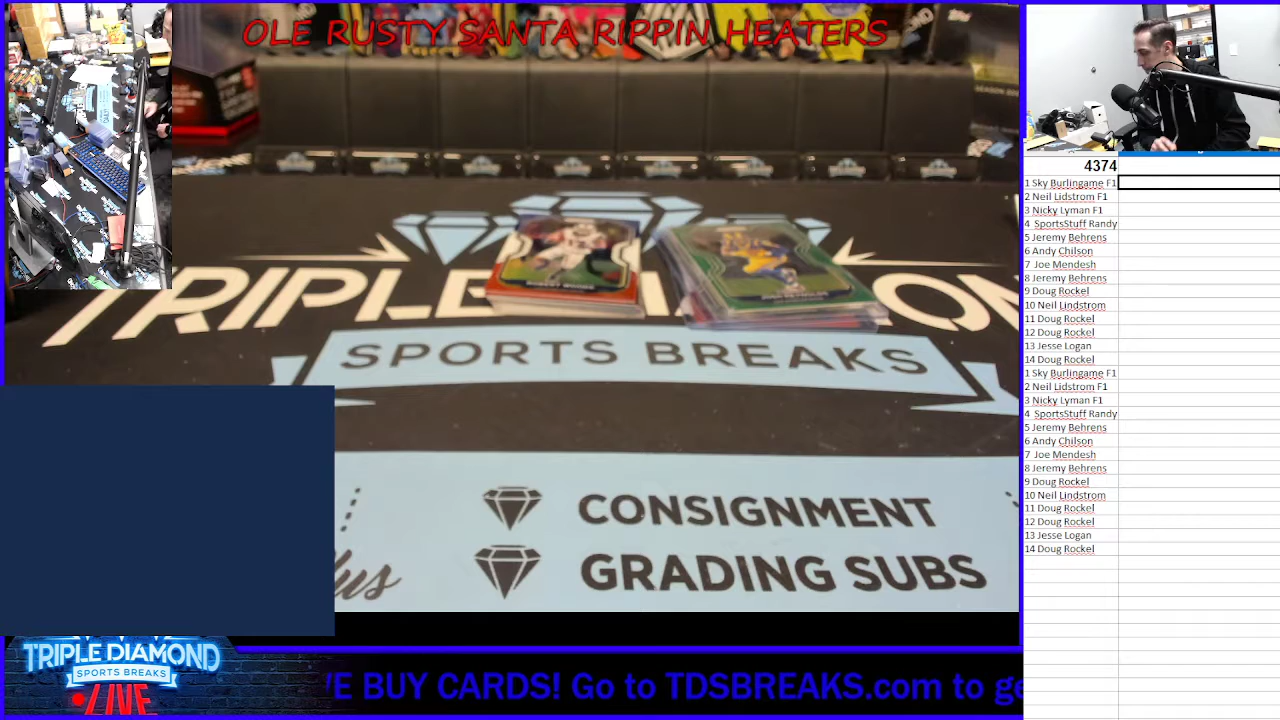 OLE RUSTY SANTA RIPPIN HEATERS
TRIPLE DIAMON
SPORTS BREAKS
CONSIGNMENT
GRADING SUBS
TRIPLE DIAMOND
SPORTS BREAKS
LIVE
E BUY CARDS! Go to TDSBREAKS.com to ge
4374
1 Sky Burlingame F1
2 Neil Lidstrom F1
3 Nicky Lyman F1
4 SportsStuff Randy
5 Jeremy Behrens
6 Andy Chilson
7 Joe Mendesh
8 Jeremy Behrens
9 Doug Rockel
10 Neil Lindstrom
11 Doug Rockel
12 Doug Rockel
13 Jesse Logan
14 Doug Rockel
1 Sky Burlingame F1
2 Neil Lidstrom F1
3 Nicky Lyman F1
4 SportsStuff Randy
5 Jeremy Behrens
6 Andy Chilson
7 Joe Mendesh
8 Jeremy Behrens
9 Doug Rockel
10 Neil Lindstrom
11 Doug Rockel
12 Doug Rockel
13 Jesse Logan
14 Doug Rockel